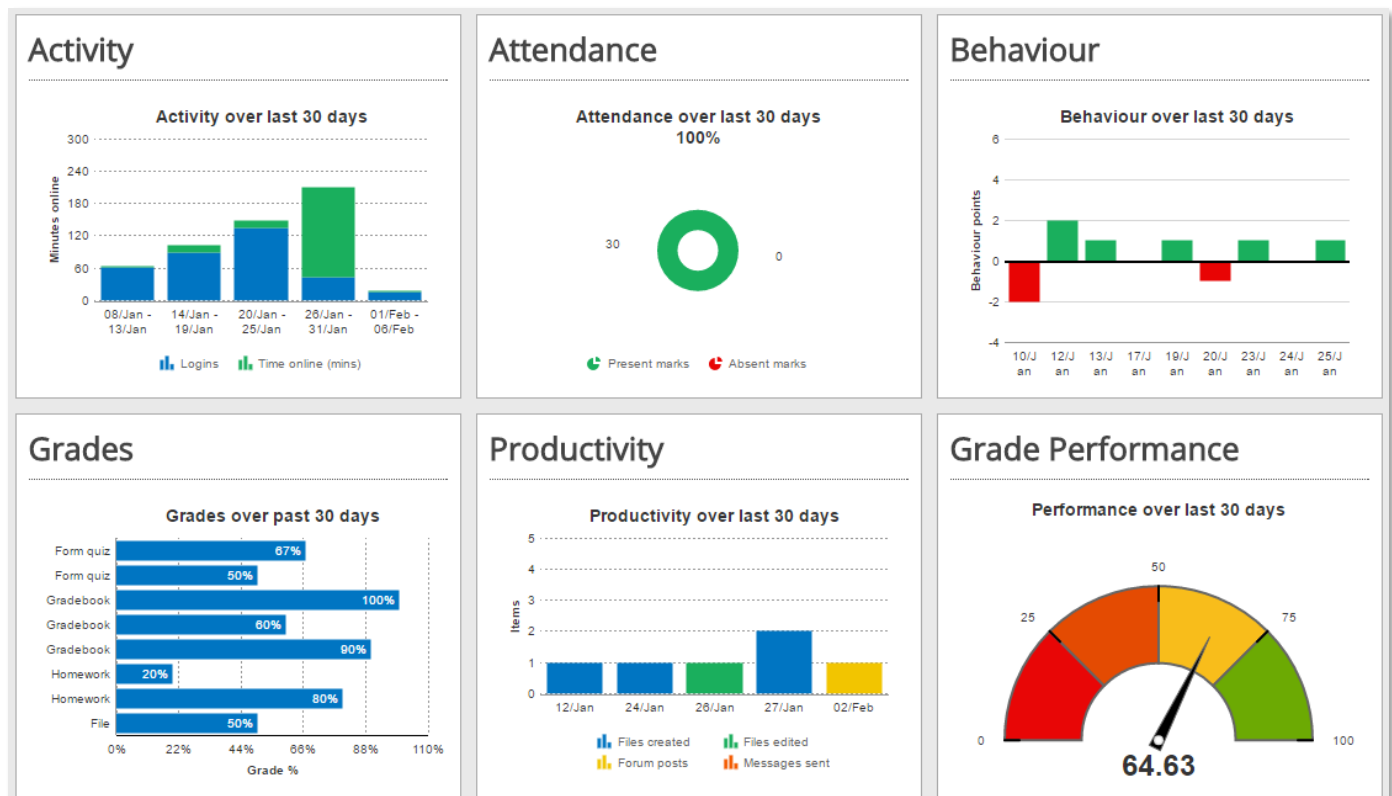 Activity
Activity over last 30 days
Minutes online
300
240
180
120
60
0
08/Jan -
13/Jan
14/Jan -
19/Jan
20/Jan -
25/Jan
26/Jan -
31/Jan
01/Feb -
06/Feb
Logins
Time online (mins)
Attendance
Attendance over last 30 days
100%
30
0
Present marks
Absent marks
Behaviour
Behaviour over last 30 days
Behaviour points
6
4
2
0
-2
-4
10/J
an
12/J
an
13/J
an
17/J
an
19/J
an
20/J
an
23/J
an
24/J
an
25/J
an
Grades
Grades over past 30 days
Form quiz 67%
Form quiz 50%
Gradebook 100%
Gradebook 60%
Gradebook 90%
Homework 20%
Homework 80%
File 50%
0% 22% 44% 66% 88% 110%
Grade %
Productivity
Productivity over last 30 days
Items
5
4
3
2
1
0
12/Jan 24/Jan 26/Jan 27/Jan 02/Feb
Files created
Files edited
Forum posts
Messages sent
Grade Performance
Performance over last 30 days
0
25
50
75
100
64.63